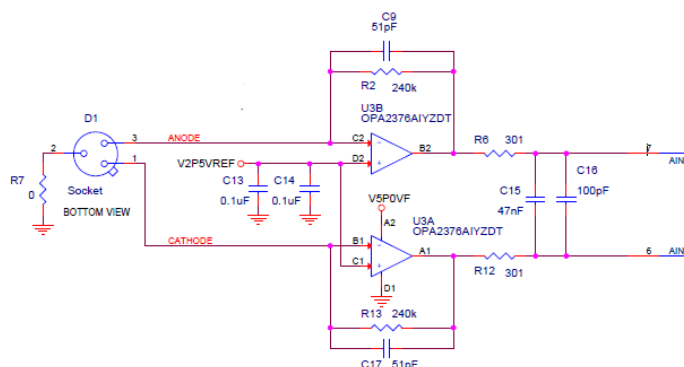 C9
51pF
R2
240k
U3B
OPA2376AIYZDT
D1
3
ANODE
C2
B2
R6
301
7
AIN
2
1
V2P5VREF
D2
R7
0
Socket
BOTTOM VIEW
C13
0.1uF
C14
0.1uF
C15
47nF
C16
100pF
V5P0VF
A2
U3A
OPA2376AIYZDT
CATHODE
B1
A1
C1
R12
301
6
AIN
D1
R13
240k
C17
51pF